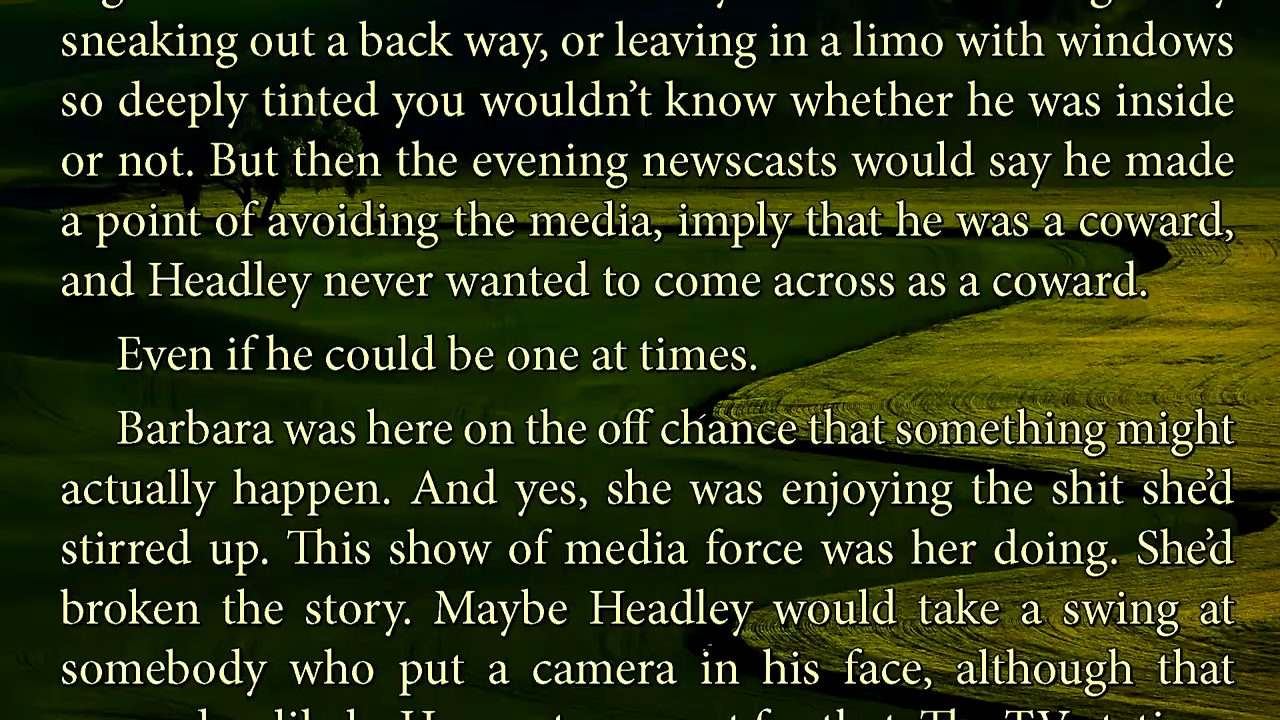 sneaking out a back way, or leaving in a limo with windows
so deeply tinted you wouldn’t know whether he was inside
or not. But then the evening newscasts would say he made
a point of avoiding the media, imply that he was a coward,
and Headley never wanted to come across as a coward.
Even if he could be one at times.
Barbara was here on the off chance that something might
actually happen. And yes, she was enjoying the shit she’d
stirred up. This show of media force was her doing. She’d
broken the story. Maybe Headley would take a swing at
somebody who put a camera in his face, although that